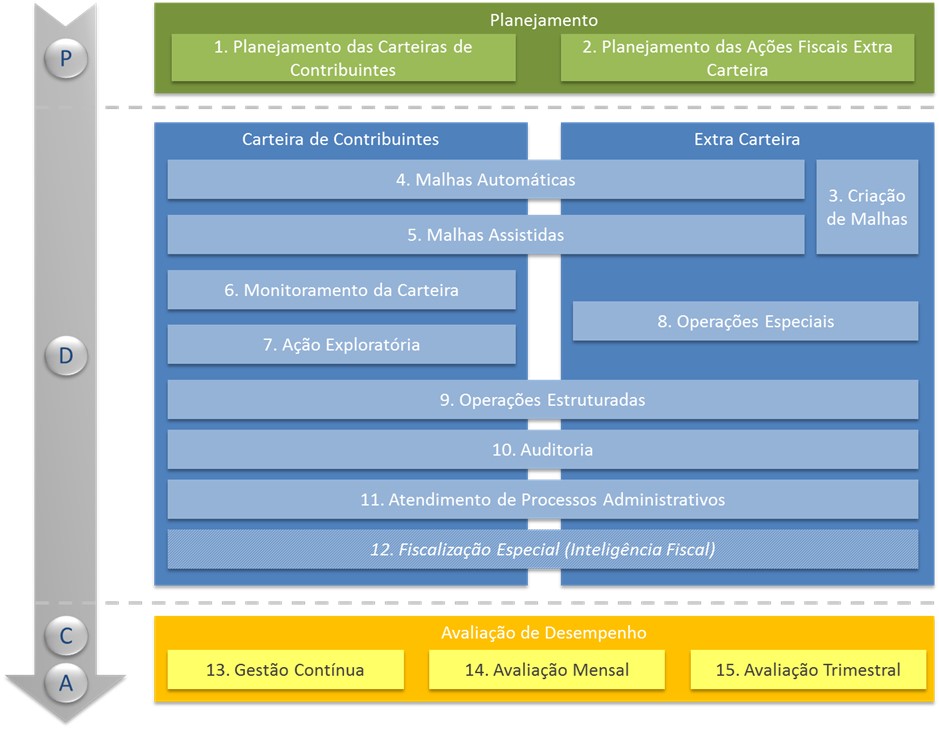 P
Planejamento
1. Planejamento das Carteiras de
Contribuintes
2. Planejamento das Ações Fiscais Extra
Carteira
D
Carteira de Contribuintes
Extra Carteira
4. Malhas Automáticas
3. Criação
de Malhas
5. Malhas Assistidas
6. Monitoramento da Carteira
8. Operações Especiais
7. Ação Exploratória
9. Operações Estruturadas
10. Auditoria
11. Atendimento de Processos Administrativos
12. Fiscalização Especial (Inteligência Fiscal)
C
A
Avaliação de Desempenho
13. Gestão Contínua
14. Avaliação Mensal
15. Avaliação Trimestral